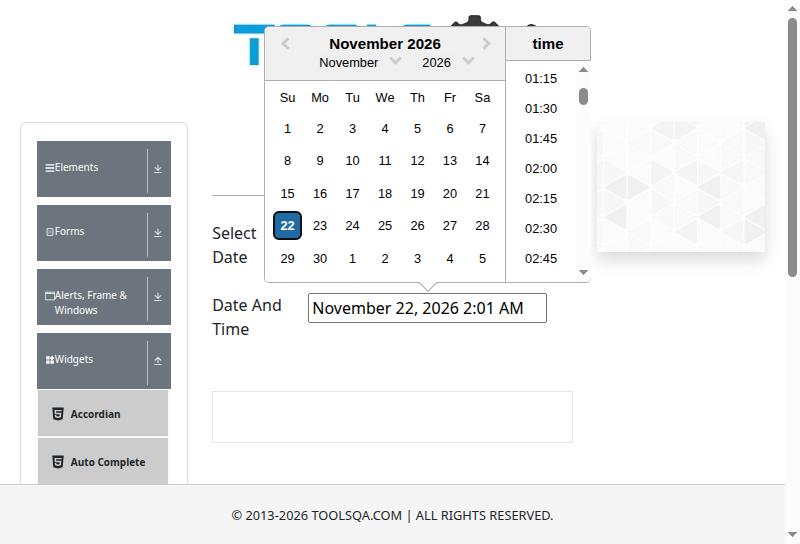 November 2026
November 2026
time
Su Mo Tu We Th Fr Sa
1 2 3 4 5 6 7
8 9 10 11 12 13 14
15 16 17 18 19 20 21
22 23 24 25 26 27 28
29 30 1 2 3 4 5
01:15
01:30
01:45
02:00
02:15
02:30
02:45
Elements
Forms
Alerts, Frame &
Windows
Widgets
Accordian
Auto Complete
Select
Date
Date And
Time
November 22, 2026 2:01 AM
© 2013-2026 TOOLSQA.COM | ALL RIGHTS RESERVED.